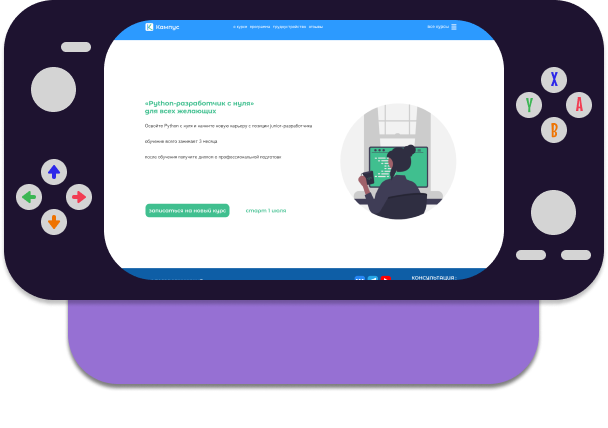 Кампус
о курсе программа трудоустройство отзывы
все курсы
«Python-разработчик с нуля»
для всех желающих
Освойте Python с нуля и начните новую карьеру с позиции junior-разработчика
обучение всего занимает 3 месяца
после обучения получите диплом о профессиональной подготовке
записаться на новый курс
старт 1 июля
консультация:
X
Y
A
B